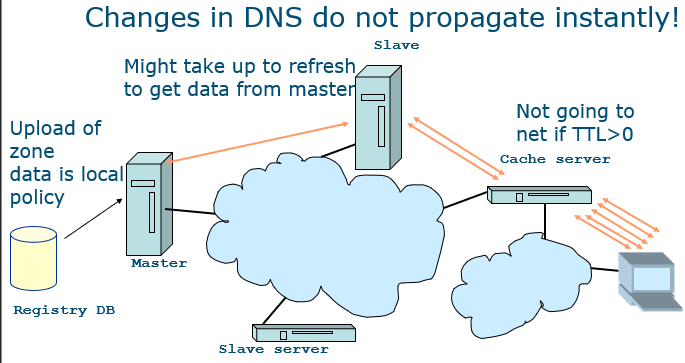 Changes in DNS do not propagate instantly!
Slave
Might take up to refresh
to get data from master
Not going to
net if TTL>0
Cache server
Upload of
zone
data is local
policy
Master
Registry DB
Slave server